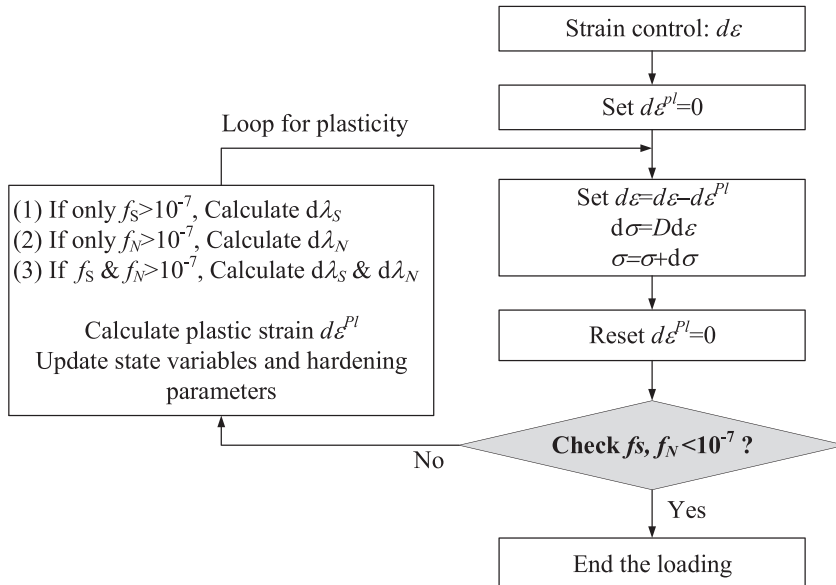 Strain control: dε
Set dε^pl=0
Loop for plasticity
Set dε=dε–dε^Pl
dσ=Ddε
σ=σ+dσ
(1) If only f_S>10^-7, Calculate dλ_S
(2) If only f_N>10^-7, Calculate dλ_N
(3) If f_S & f_N>10^-7, Calculate dλ_S & dλ_N
Calculate plastic strain dε^Pl
Update state variables and hardening
parameters
Reset dε^Pl=0
Check fs, f_N<10^-7 ?
No
Yes
End the loading